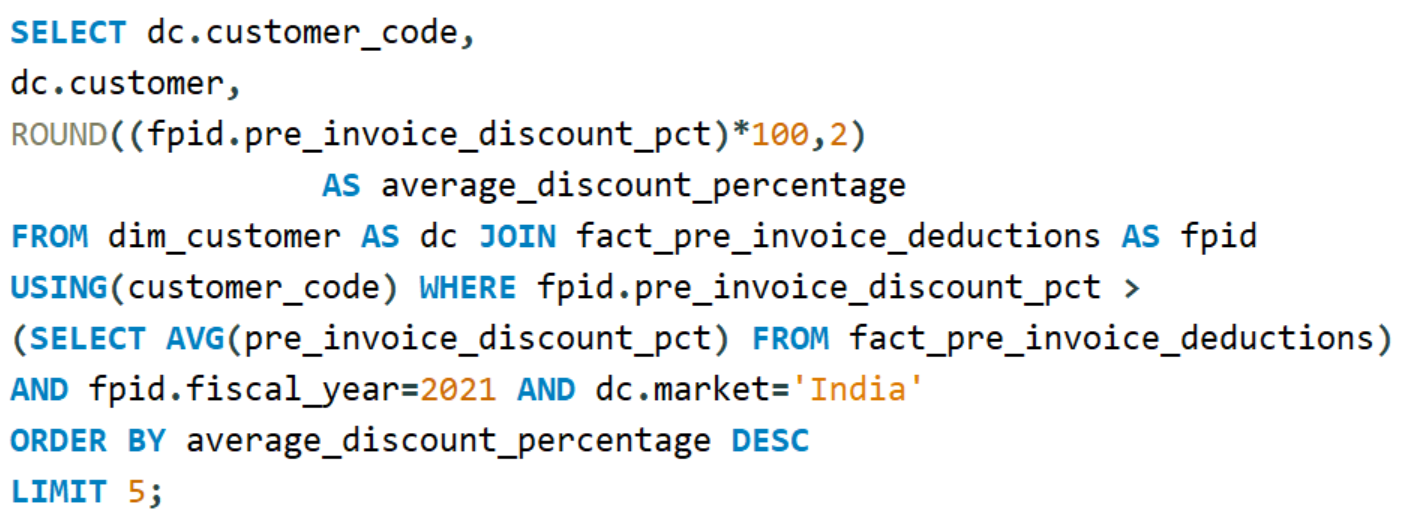 SELECT dc.customer_code,
dc.customer,
ROUND((fpid.pre_invoice_discount_pct)*100,2)
AS average_discount_percentage
FROM dim_customer AS dc JOIN fact_pre_invoice_deductions AS fpid
USING(customer_code) WHERE fpid.pre_invoice_discount_pct >
(SELECT AVG(pre_invoice_discount_pct) FROM fact_pre_invoice_deductions)
AND fpid.fiscal_year=2021 AND dc.market='India'
ORDER BY average_discount_percentage DESC
LIMIT 5;